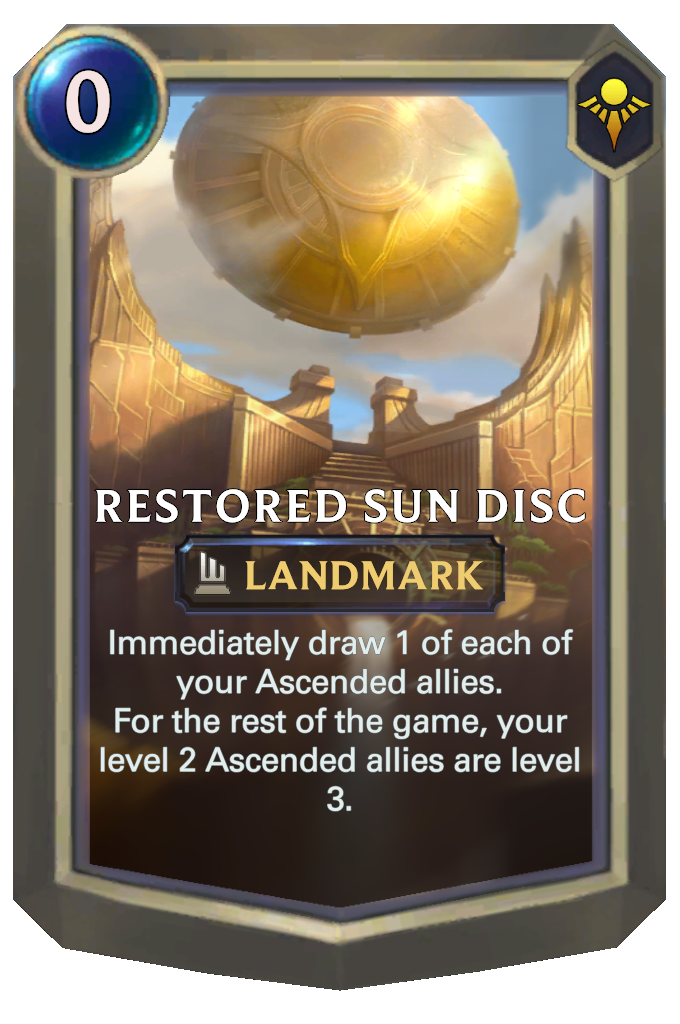 0
RESTORED SUN DISC
LANDMARK
Immediately draw 1 of each of
your Ascended allies.
For the rest of the game, your
level 2 Ascended allies are level
3.